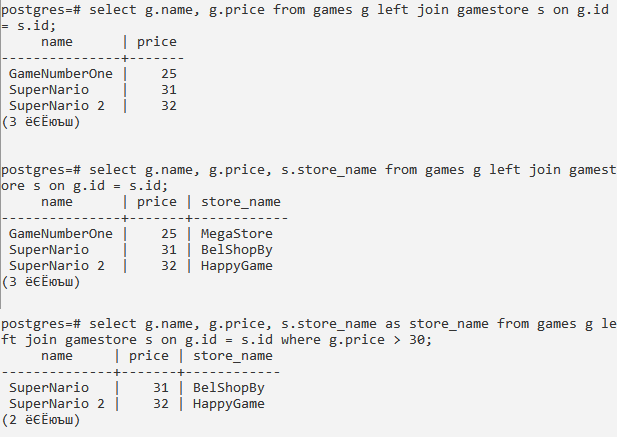 postgres=# select g.name, g.price from games g left join gamestore s on g.id
= s.id;
     name      | price
---------------+-------
 GameNumberOne |    25
 SuperNario    |    31
 SuperNario 2  |    32
(3 ёЄЁюъш)
postgres=# select g.name, g.price, s.store_name from games g left join gamest
ore s on g.id = s.id;
     name      | price | store_name
---------------+-------+------------
 GameNumberOne |    25 | MegaStore
 SuperNario    |    31 | BelShopBy
 SuperNario 2  |    32 | HappyGame
(3 ёЄЁюъш)
postgres=# select g.name, g.price, s.store_name as store_name from games g le
ft join gamestore s on g.id = s.id where g.price > 30;
     name     | price | store_name
--------------+-------+------------
 SuperNario   |    31 | BelShopBy
 SuperNario 2 |    32 | HappyGame
(2 ёЄЁюъш)